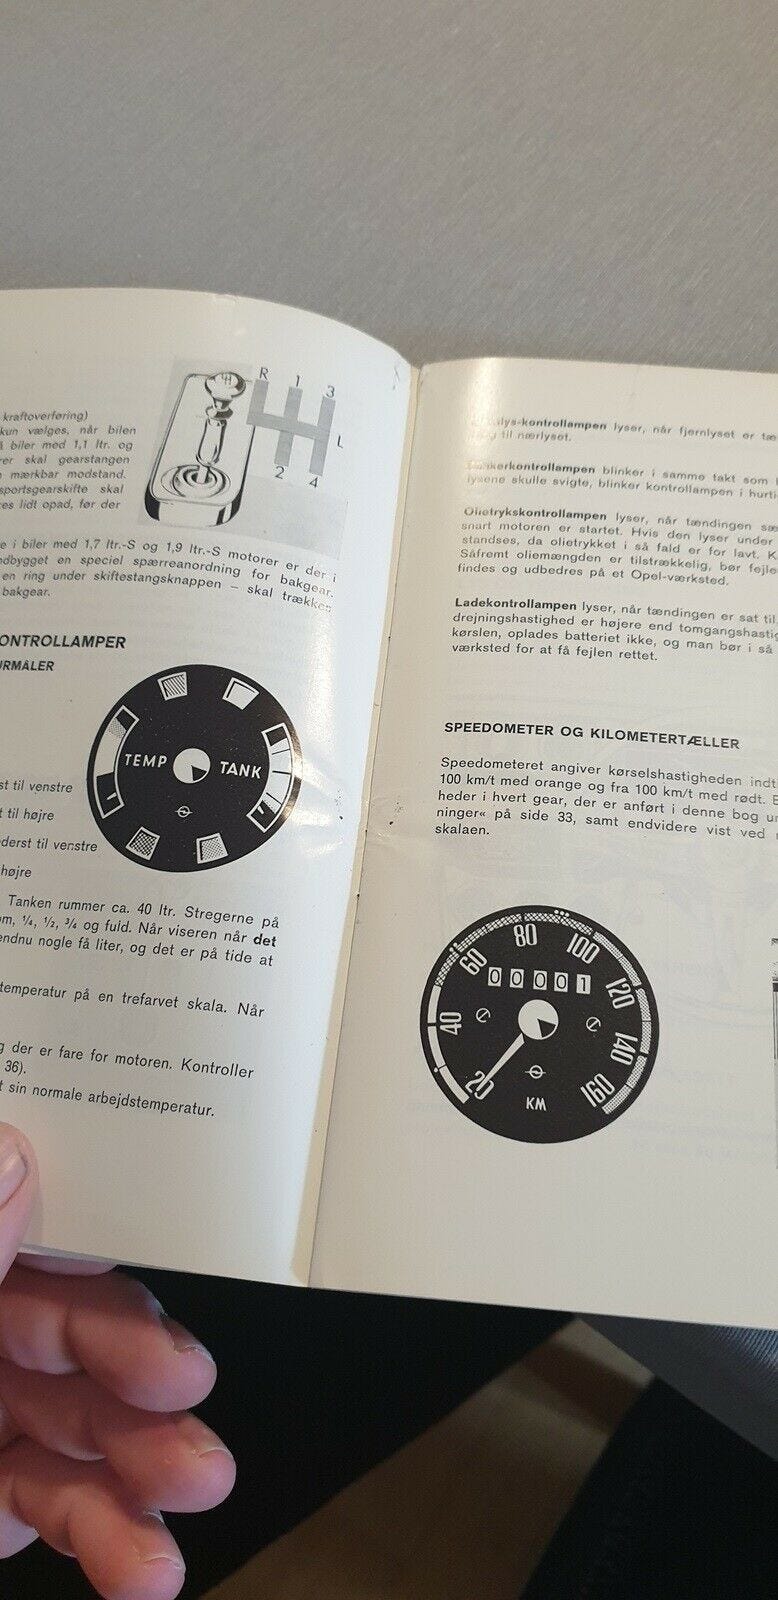 kraftoverføring)
kun vælges, når bilen
å biler med 1,1 ltr. og
rer skal gearstangen
n mærkbar modstand.
sportsgearskifte skal
es lidt opad, før der
R 1 3
L
2 4
e i biler med 1,7 ltr.-S og 1,9 ltr.-S motorer er der i
ndbygget en speciel spærreanordning for bakgear.
en ring under skiftestangsknappen – skal trækkes
bakgear.
ONTROLLAMPER
URMÅLER
TEMP TANK
st til venstre
t til højre
ederst til venstre
højre
Tanken rummer ca. 40 ltr. Stregerne på
m, ¼, ½, ¾ og fuld. Når viseren når det
endnu nogle få liter, og det er på tide at
temperatur på en trefarvet skala. Når
g der er fare for motoren. Kontroller
36).
t sin normale arbejdstemperatur.
lys-kontrollampen lyser, når fjernlyset er tæ
til nærlyset.
kerkontrollampen blinker i samme takt som
lysene skulle svigte, blinker kontrollampen i hurti
Olietrykskontrollampen lyser, når tændingen sæ
snart motoren er startet. Hvis den lyser under
standses, da olietrykket i så fald er for lavt. K
Såfremt oliemængden er tilstrækkelig, bør fejle
findes og udbedres på et Opel-værksted.
Ladekontrollampen lyser, når tændingen er sat til.
drejningshastighed er højere end tomgangshastig
kørslen, oplades batteriet ikke, og man bør i så
værksted for at få fejlen rettet.
SPEEDOMETER OG KILOMETERTÆLLER
Speedometeret angiver kørselshastigheden indt
100 km/t med orange og fra 100 km/t med rødt. E
heder i hvert gear, der er anført i denne bog un
ninger« på side 33, samt endvidere vist ved
skalaen.
20 40 60 80 100 120 140 160
00001
KM